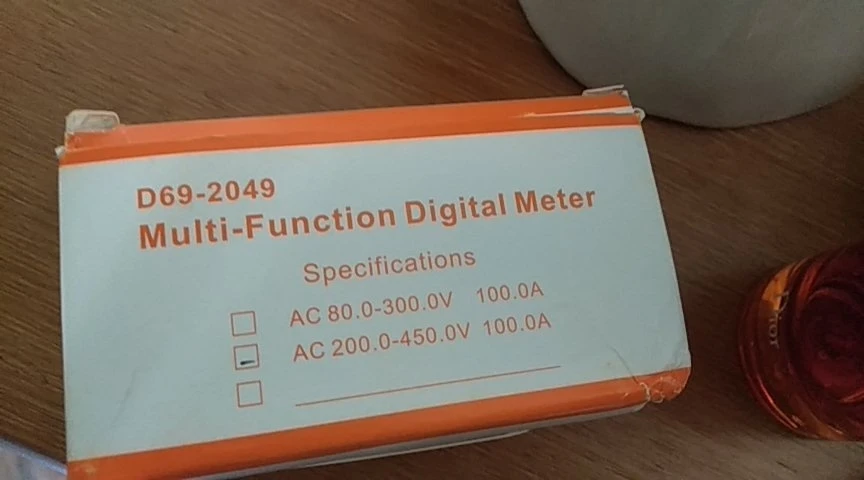 D69-2049
Multi-Function Digital Meter
Specifications
AC 80.0-300.0V 100.0A
AC 200.0-450.0V 100.0A
Dior